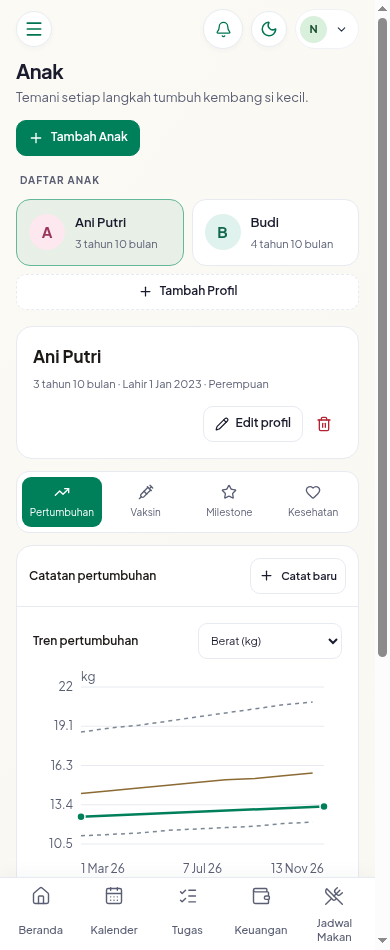 N
Anak
Temani setiap langkah tumbuh kembang si kecil.
+ Tambah Anak
DAFTAR ANAK
A
Ani Putri
3 tahun 10 bulan
B
Budi
4 tahun 10 bulan
+ Tambah Profil
Ani Putri
3 tahun 10 bulan · Lahir 1 Jan 2023 · Perempuan
Edit profil
Pertumbuhan
Vaksin
Milestone
Kesehatan
Catatan pertumbuhan
+ Catat baru
Tren pertumbuhan
Berat (kg)
kg
22
19.1
16.3
13.4
10.5
1 Mar 26
7 Jul 26
13 Nov 26
Beranda
Kalender
Tugas
Keuangan
Jadwal
Makan